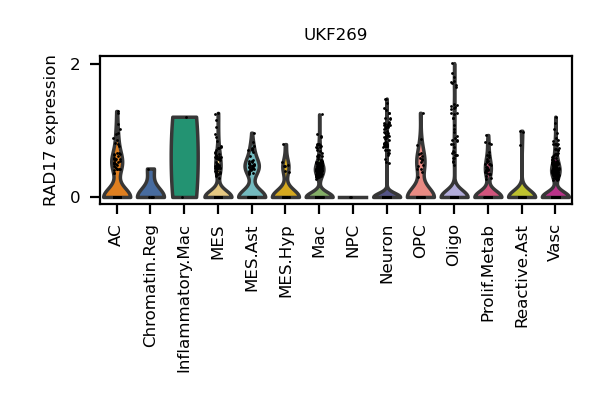 UKF269
RAD17 expression
2
0
AC
Chromatin.Reg
Inflammatory.Mac
MES
MES.Ast
MES.Hyp
Mac
NPC
Neuron
OPC
Oligo
Prolif.Metab
Reactive.Ast
Vasc